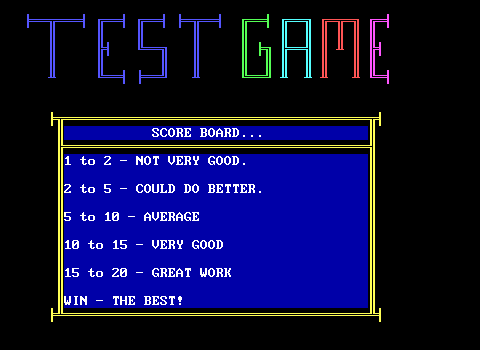 TEST GAME
SCORE BOARD...
1 to 2 - NOT VERY GOOD.
2 to 5 - COULD DO BETTER.
5 to 10 - AVERAGE
10 to 15 - VERY GOOD
15 to 20 - GREAT WORK
WIN - THE BEST!